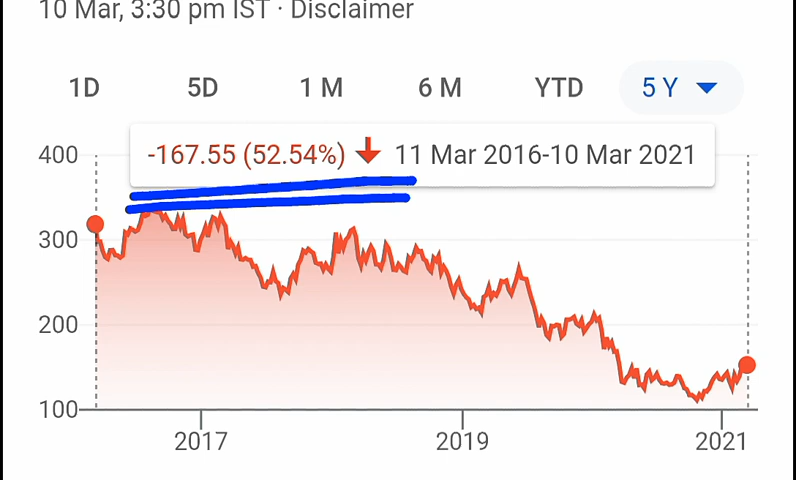 10 Mar, 3:30 pm IST · Disclaimer
1D 5D 1 M 6 M YTD 5 Y
-167.55 (52.54%) 11 Mar 2016-10 Mar 2021
400
300
200
100
2017 2019 2021